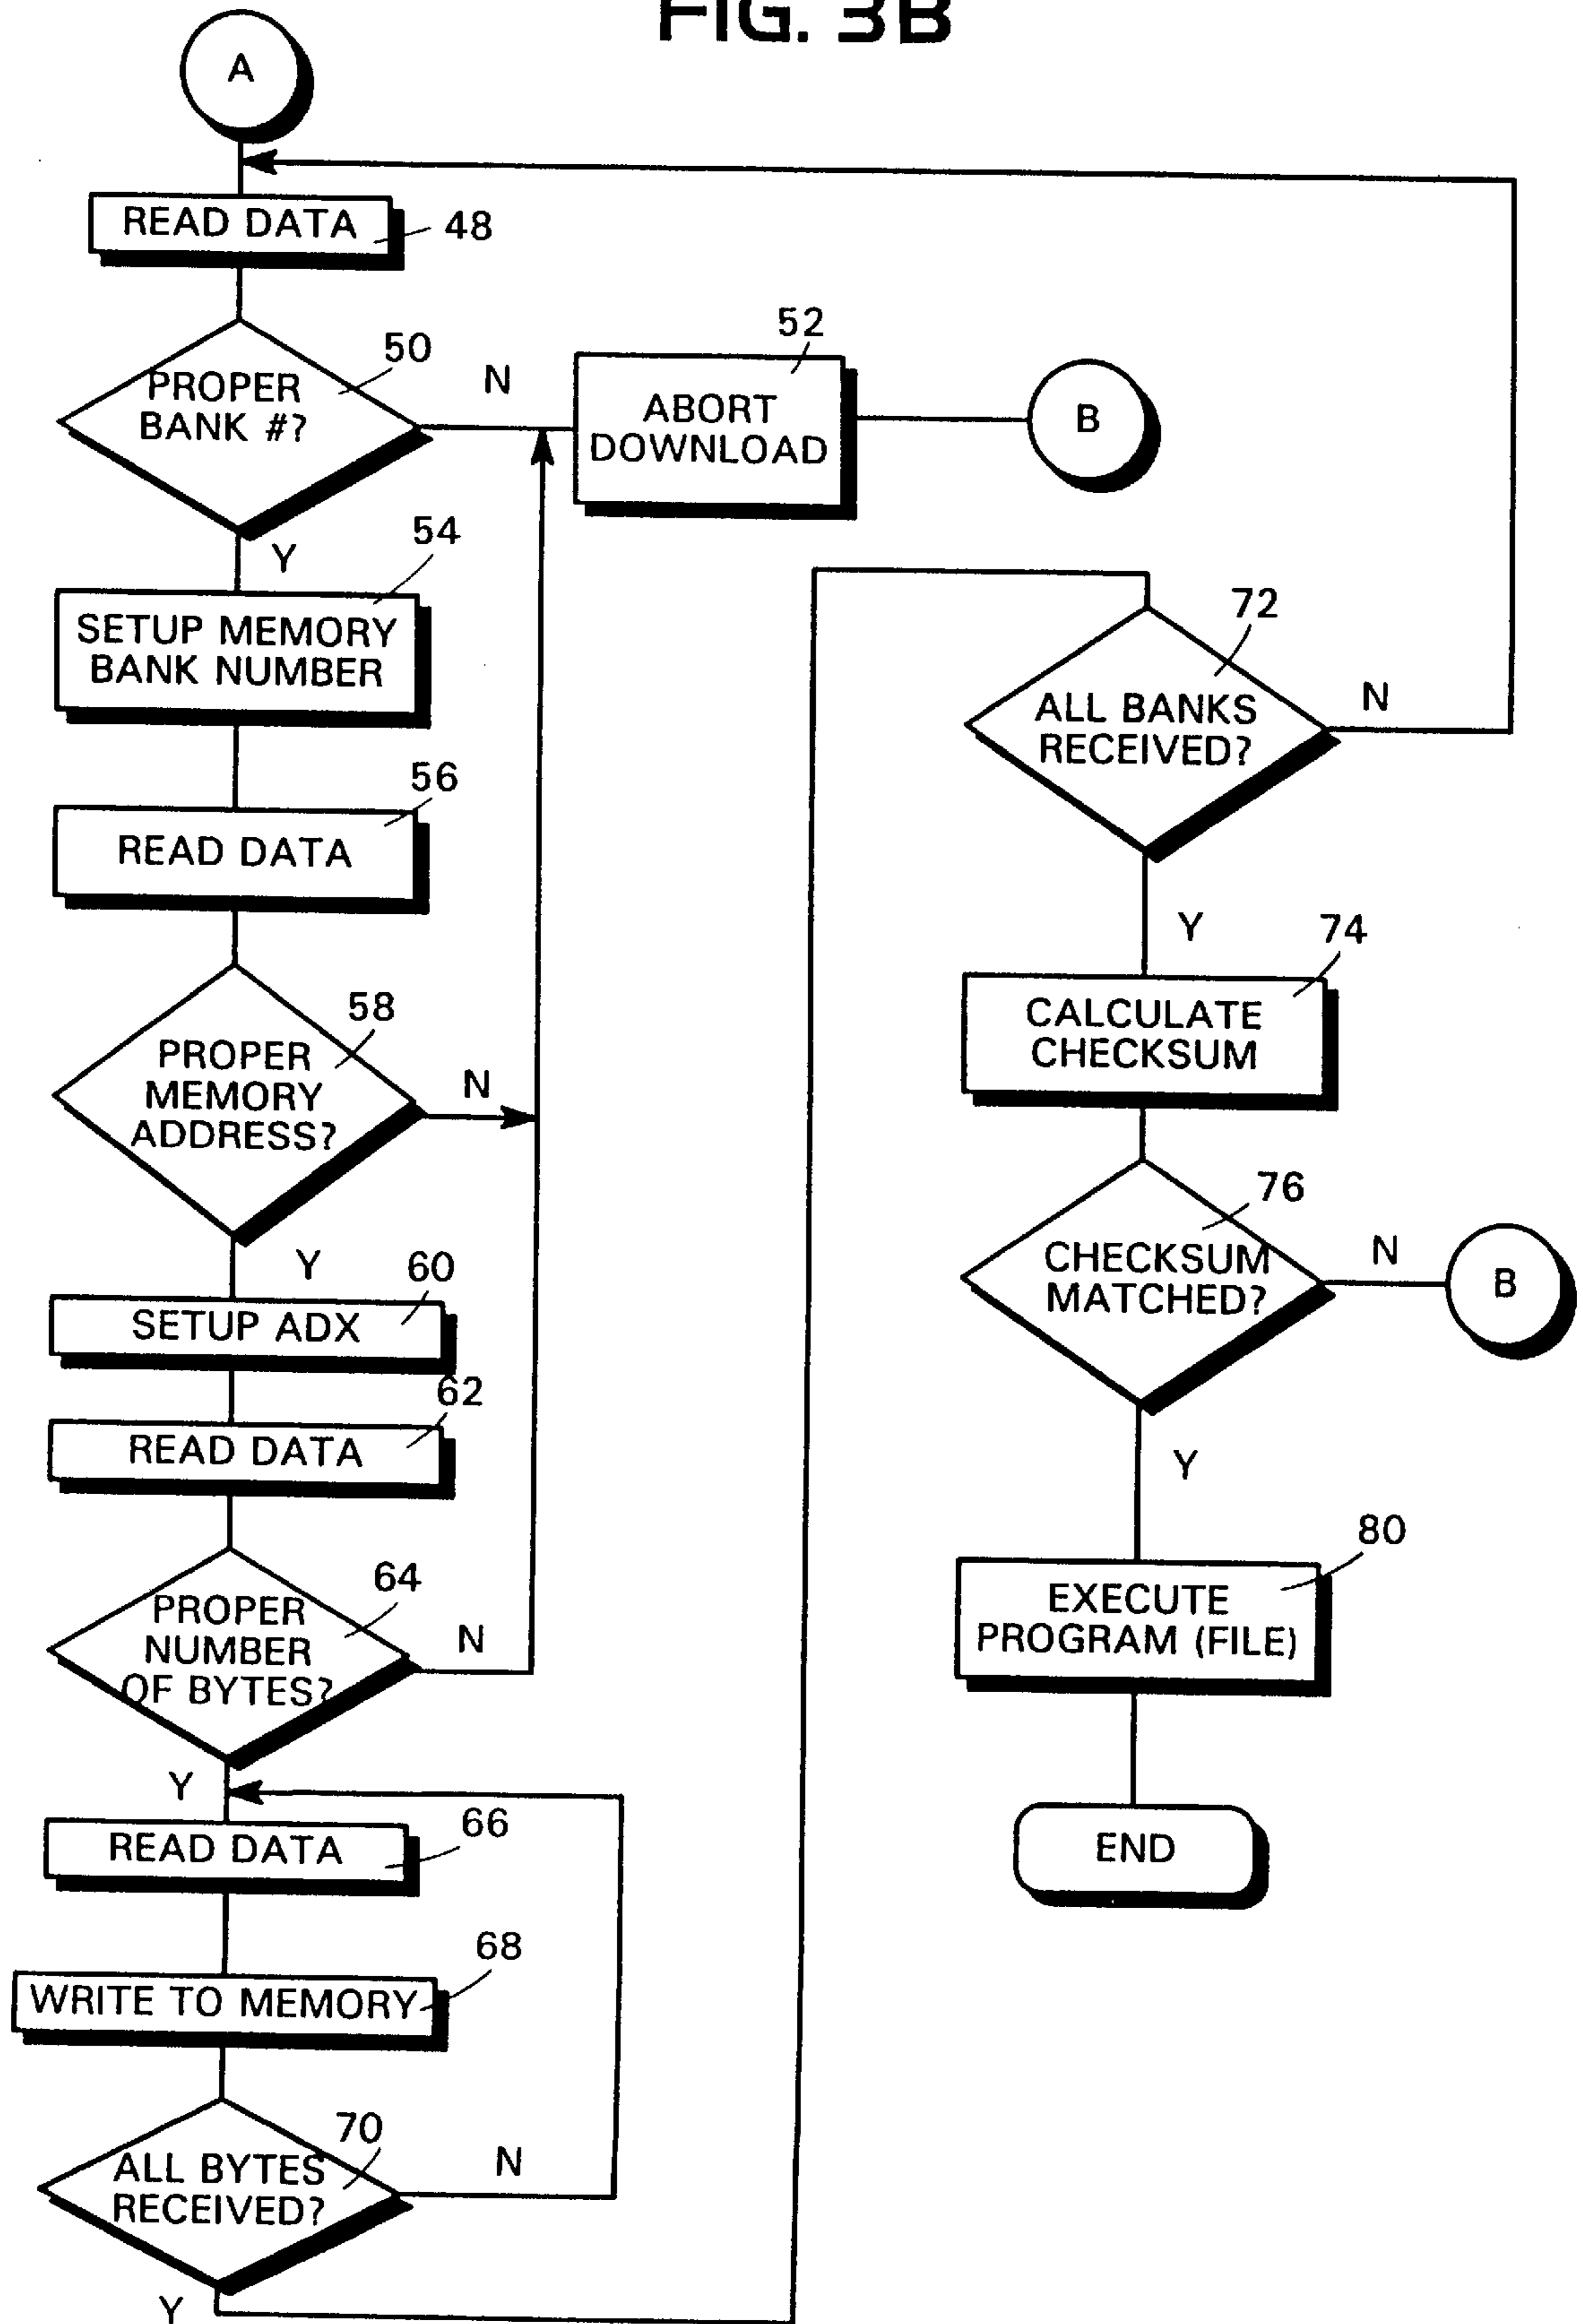 FIG. 3B
A
READ DATA
48
PROPER
BANK #?
50
N
52
ABORT
DOWNLOAD
B
Y
54
SETUP MEMORY
BANK NUMBER
56
READ DATA
58
PROPER
MEMORY
ADDRESS?
N
Y
60
SETUP ADX
62
READ DATA
64
PROPER
NUMBER
OF BYTES?
N
Y
READ DATA
66
68
WRITE TO MEMORY
70
ALL BYTES
RECEIVED?
N
Y
72
ALL BANKS
RECEIVED?
N
Y
74
CALCULATE
CHECKSUM
76
CHECKSUM
MATCHED?
N
B
Y
80
EXECUTE
PROGRAM (FILE)
END